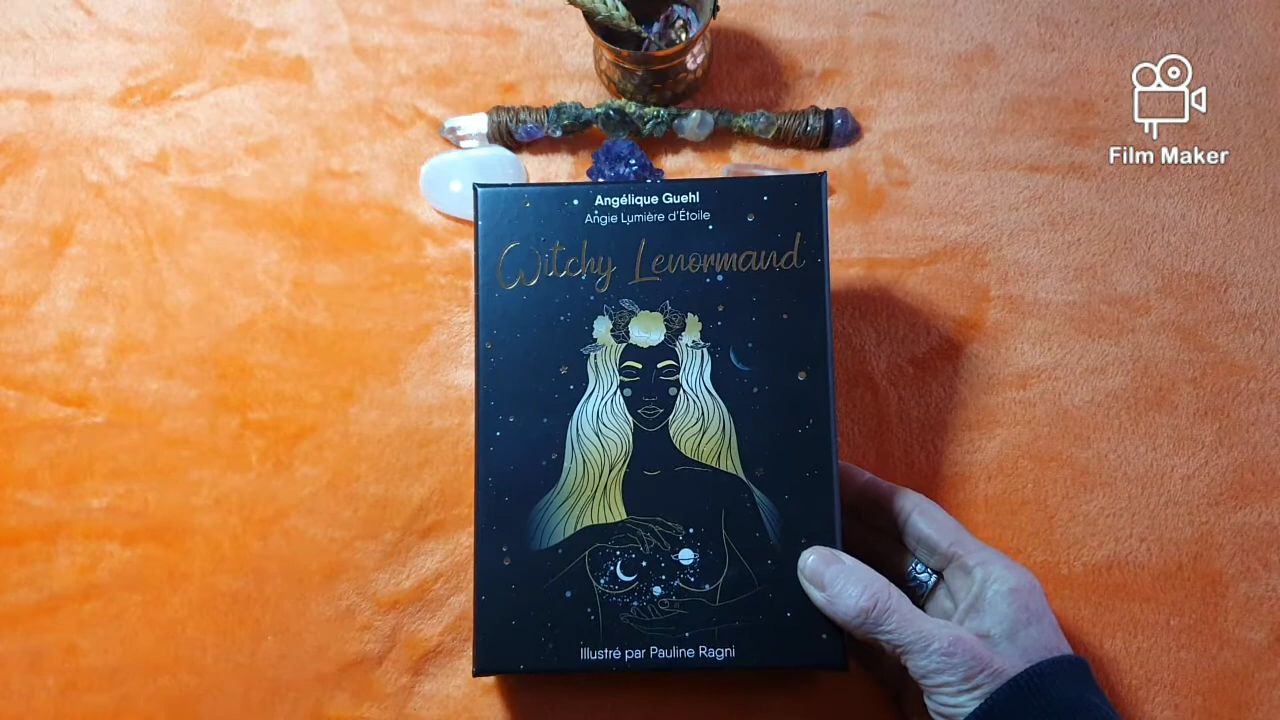 Angélique Guehl
Angie Lumière d'Étoile
Witchy Lenormand
Illustré par Pauline Ragni
Film Maker